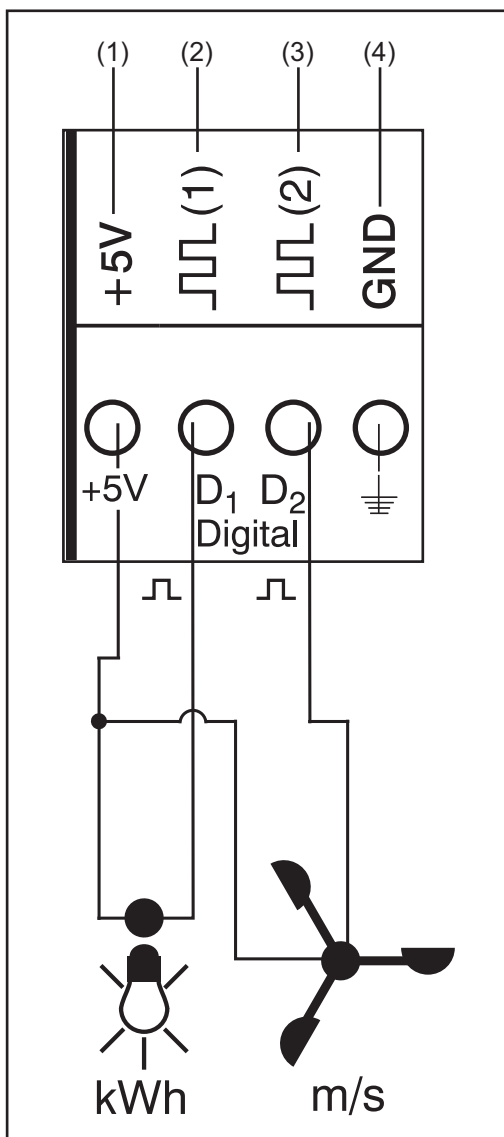 (1) (2) (3) (4)
+5V (1) (2) GND
+5V D₁ D₂
Digital
kWh m/s